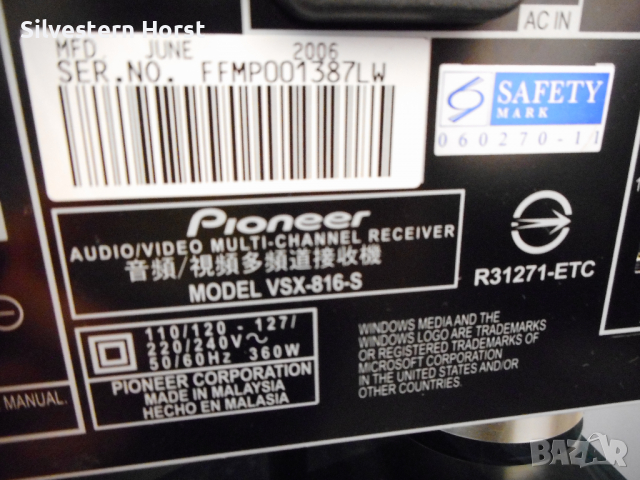 Silvestern Horst
AC IN
MFD JUNE 2006
SER.NO. FFMP001387LW
SAFETY
MARK
060270-1/1
Pioneer
AUDIO/VIDEO MULTI-CHANNEL RECEIVER
音頻/視頻多頻道接收機
MODEL VSX-816-S
R31271-ETC
110/120 - 127/
220/240V~
50/60Hz 360W
PIONEER CORPORATION
MADE IN MALAYSIA
HECHO EN MALASIA
WINDOWS MEDIA AND THE
WINDOWS LOGO ARE TRADEMARKS
OR REGISTERED TRADEMARKS OF
MICROSOFT CORPORATION
IN THE UNITED STATES AND/OR
OTHER COUNTRIES.
MANUAL.
BAZAR